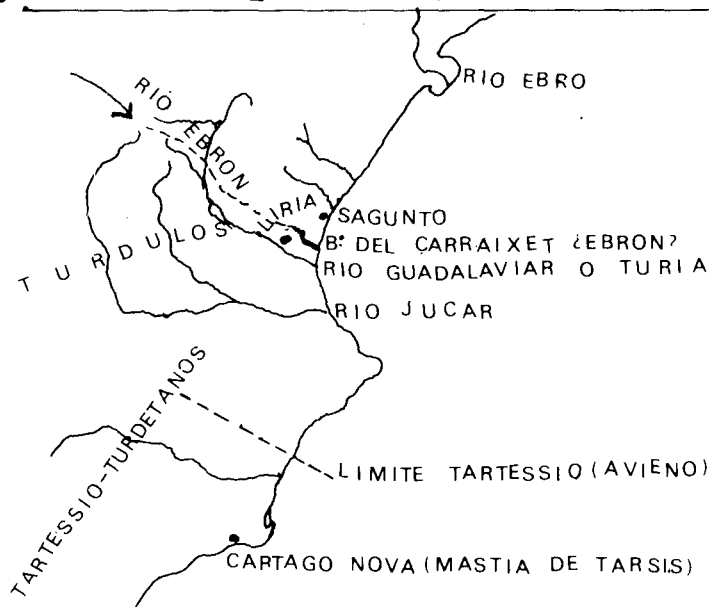 RIO EBRO
RIO EBRON
LIRIA
SAGUNTO
Bº DEL CARRAIXET ¿EBRON?
RIO GUADALAVIAR O TURIA
TURDULOS
RIO JUCAR
TARTESSIO-TURDETANOS
LIMITE TARTESSIO (AVIENO)
CARTAGO NOVA (MASTIA DE TARSIS)